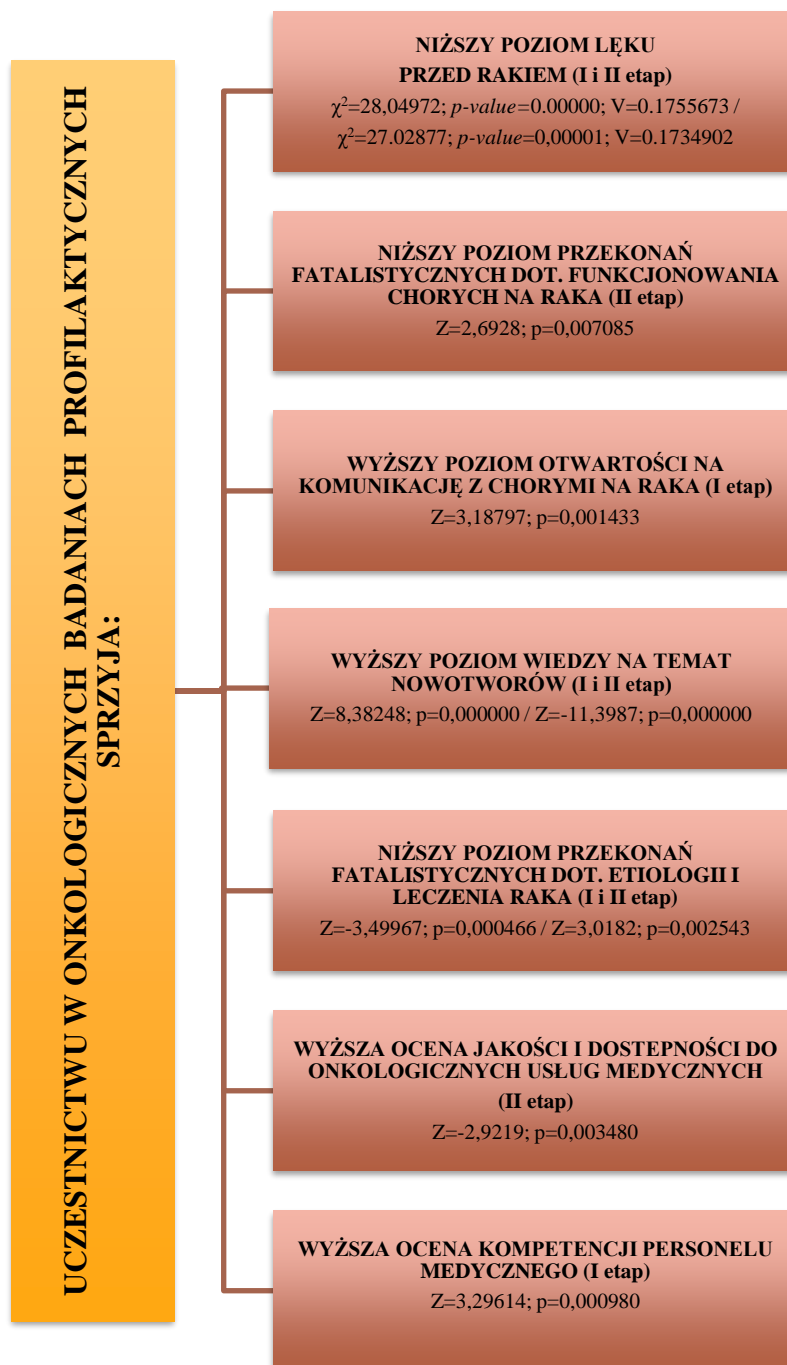 UCZESTNICTWU W ONKOLOGICZNYCH BADANIACH PROFILAKTYCZNYCH
SPRZYJA:
NIŻSZY POZIOM LĘKU
PRZED RAKIEM (I i II etap)
χ²=28,04972; p-value=0.00000; V=0.1755673 /
χ²=27.02877; p-value=0,00001; V=0.1734902
NIŻSZY POZIOM PRZEKONAŃ
FATALISTYCZNYCH DOT. FUNKCJONOWANIA
CHORYCH NA RAKA (II etap)
Z=2,6928; p=0,007085
WYŻSZY POZIOM OTWARTOŚCI NA
KOMUNIKACJĘ Z CHORYMI NA RAKA (I etap)
Z=3,18797; p=0,001433
WYŻSZY POZIOM WIEDZY NA TEMAT
NOWOTWORÓW (I i II etap)
Z=8,38248; p=0,000000 / Z=-11,3987; p=0,000000
NIŻSZY POZIOM PRZEKONAŃ
FATALISTYCZNYCH DOT. ETIOLOGII I
LECZENIA RAKA (I i II etap)
Z=-3,49967; p=0,000466 / Z=3,0182; p=0,002543
WYŻSZA OCENA JAKOŚCI I DOSTEPNOŚCI DO
ONKOLOGICZNYCH USŁUG MEDYCZNYCH
(II etap)
Z=-2,9219; p=0,003480
WYŻSZA OCENA KOMPETENCJI PERSONELU
MEDYCZNEGO (I etap)
Z=3,29614; p=0,000980